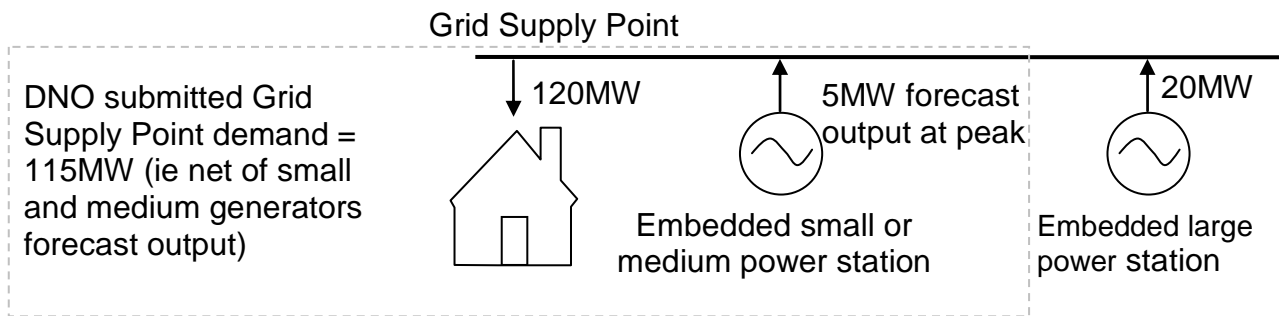 Grid Supply Point
DNO submitted Grid
Supply Point demand =
115MW (ie net of small
and medium generators
forecast output)
120MW
5MW forecast
output at peak
20MW
Embedded small or
medium power station
Embedded large
power station